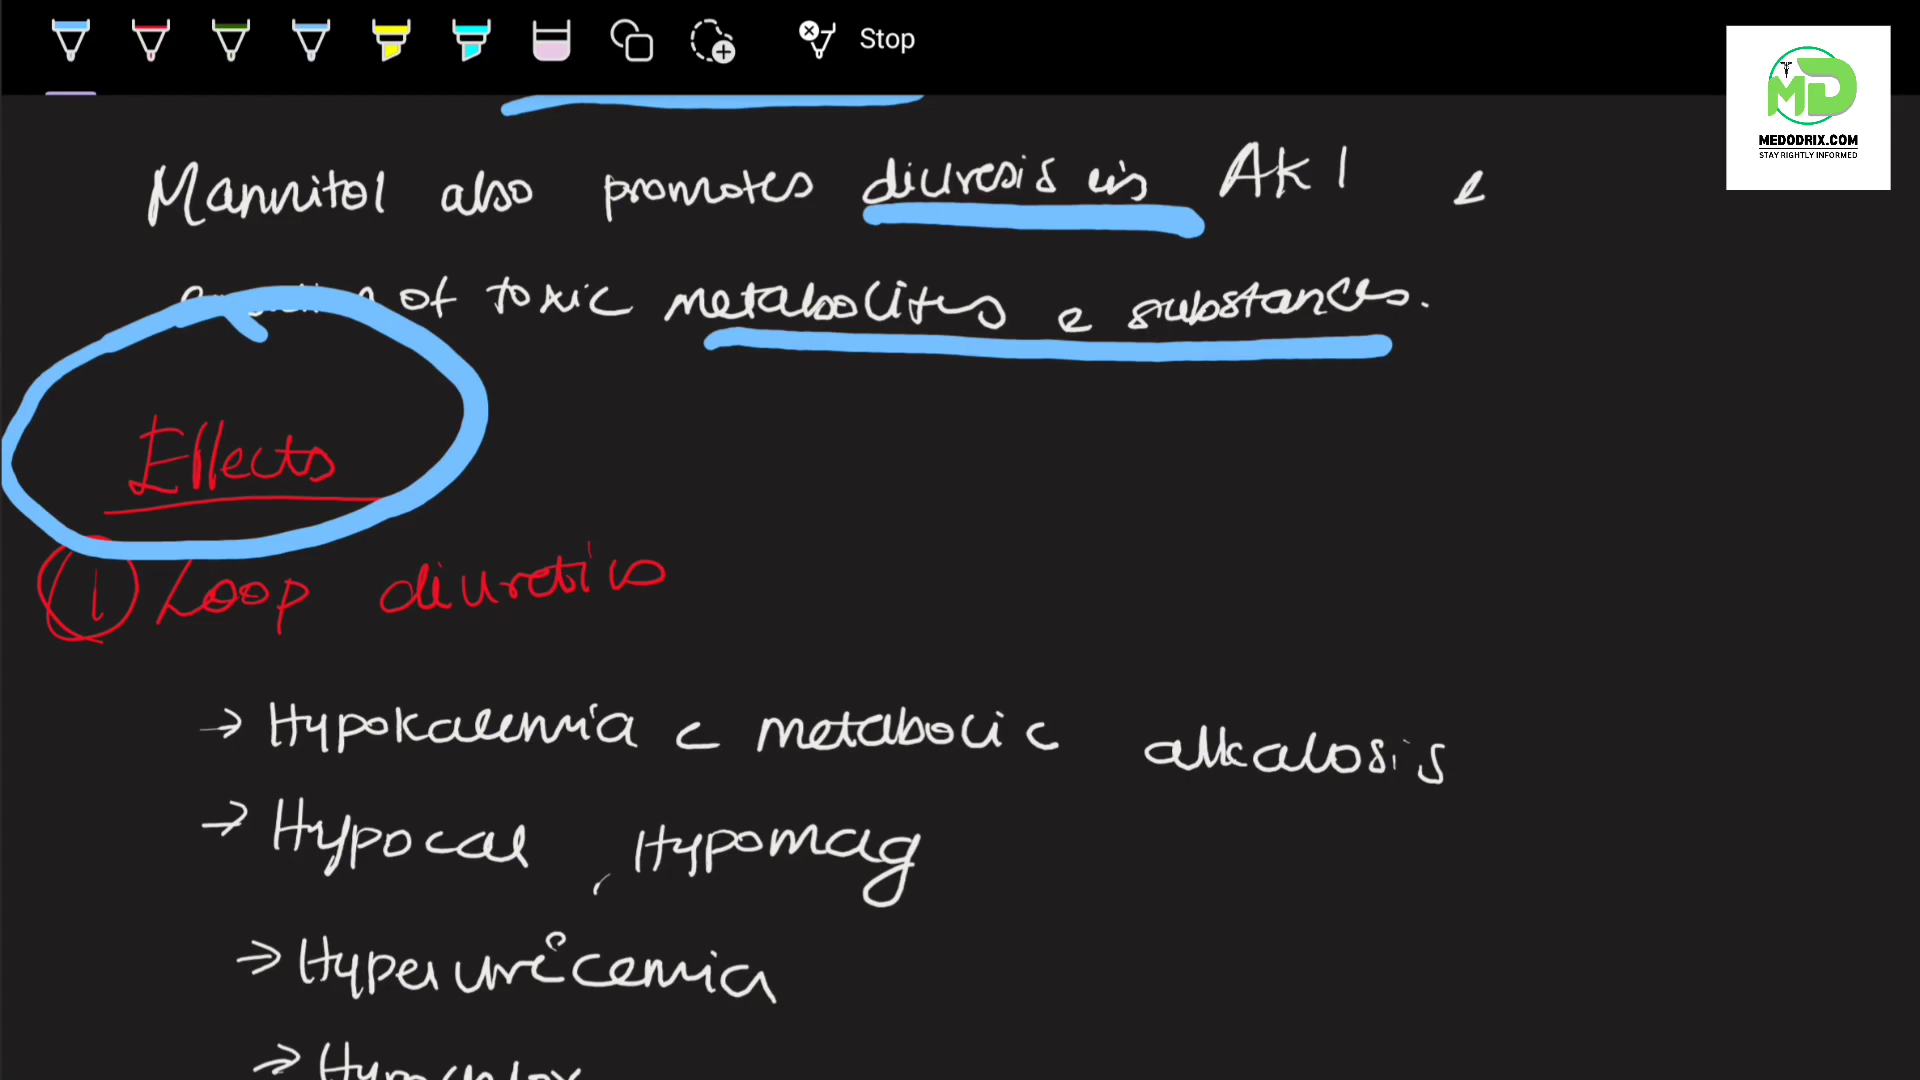 Stop
MEDODRIX.COM
STAY RIGHTLY INFORMED
Mannitol also promotes diuresis in AKI e
of toxic metabolites e substances.
Effects
1 Loop diuretics
→ Hypokalemia c metabolic alkalosis
→ Hypocal, Hypomag
→ Hyperuricemia